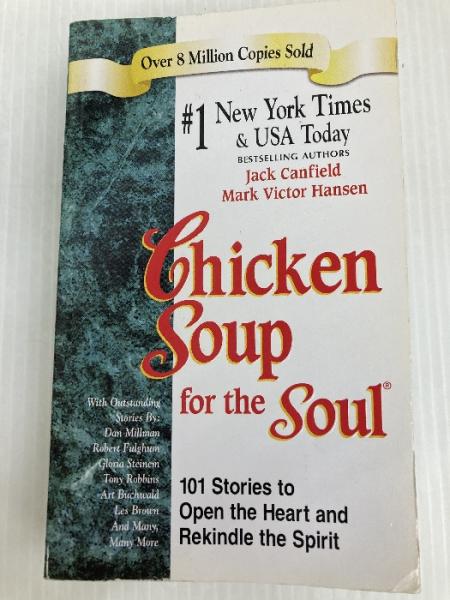 Over 8 Million Copies Sold
#1 New York Times
& USA Today
BESTSELLING AUTHORS
Jack Canfield
Mark Victor Hansen
Chicken
Soup
for the Soul®
With Outstanding
Stories By:
Dan Millman
Robert Fulghum
Gloria Steinem
Tony Robbins
Art Buchwald
Les Brown
And Many,
Many More
101 Stories to
Open the Heart and
Rekindle the Spirit